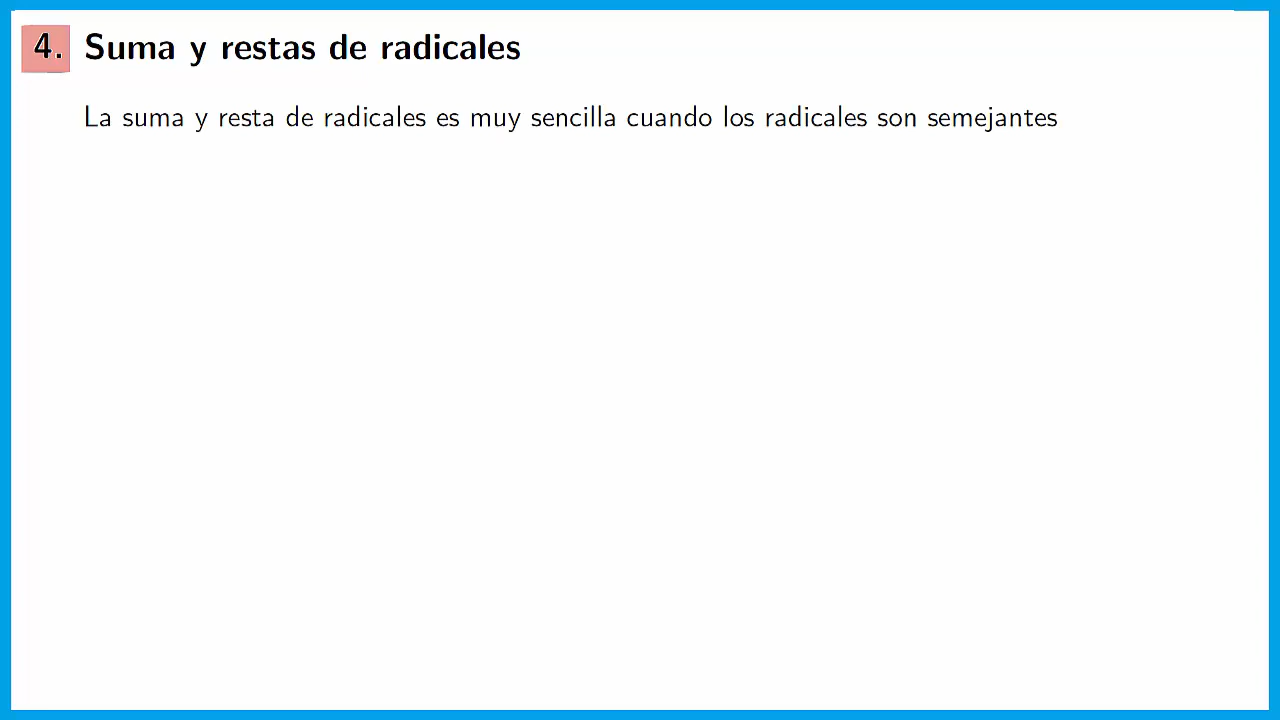 4. Suma y restas de radicales
La suma y resta de radicales es muy sencilla cuando los radicales son semejantes